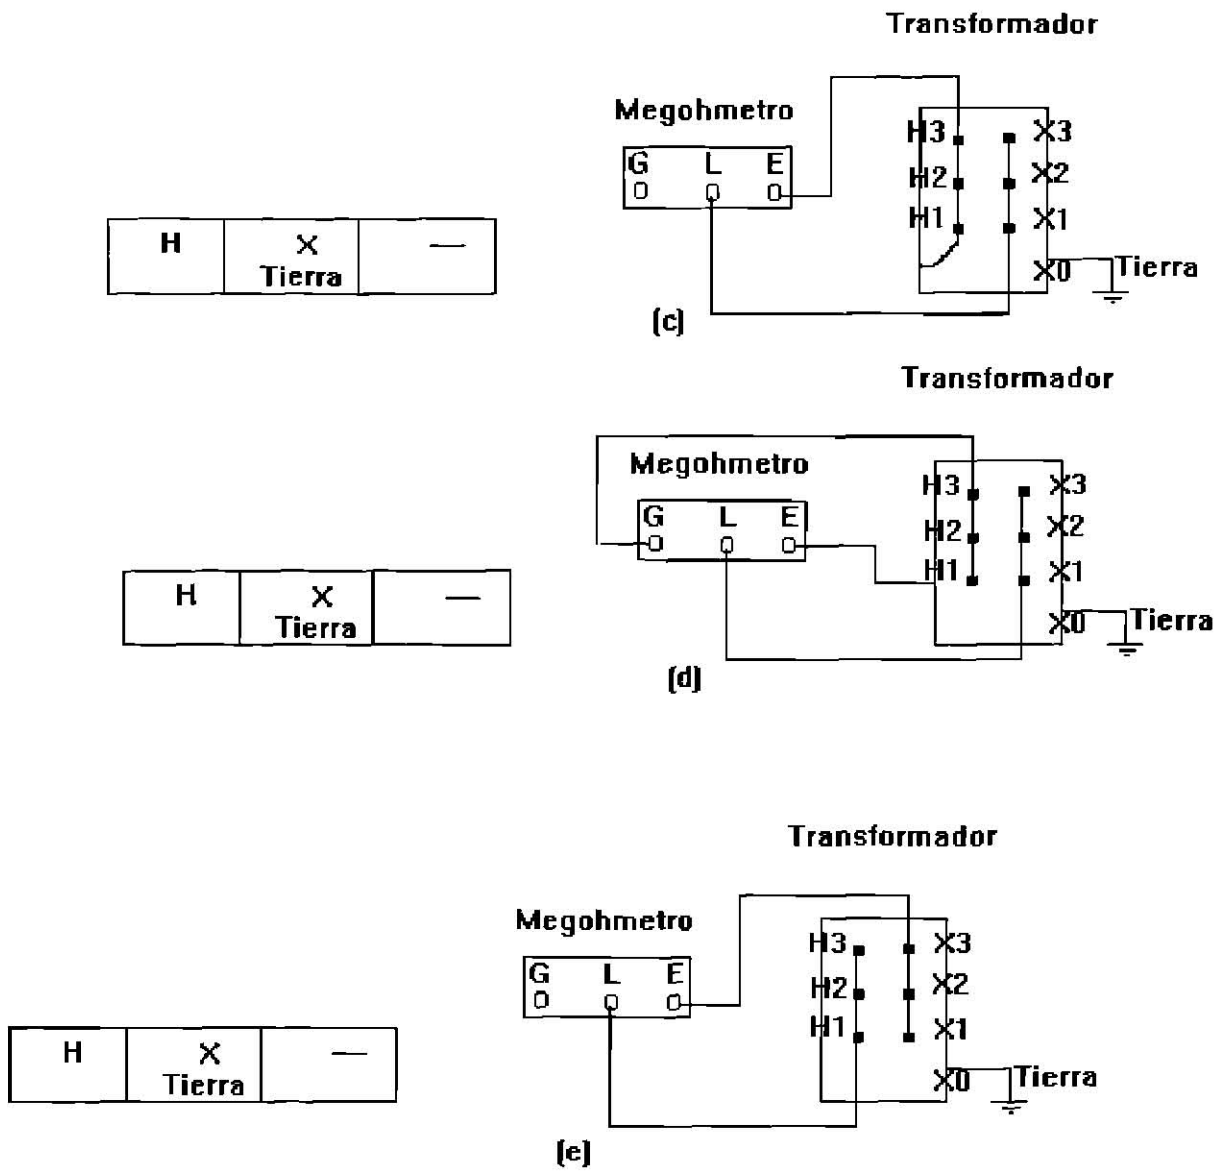 Transformador
Megohmetro
G L E
H3 X3
H2 X2
H1 X1
X0 Tierra
H X —
Tierra
(c)
Transformador
Megohmetro
G L E
H3 X3
H2 X2
H1 X1
X0 Tierra
H X —
Tierra
(d)
Transformador
Megohmetro
G L E
H3 X3
H2 X2
H1 X1
X0 Tierra
H X —
Tierra
(e)